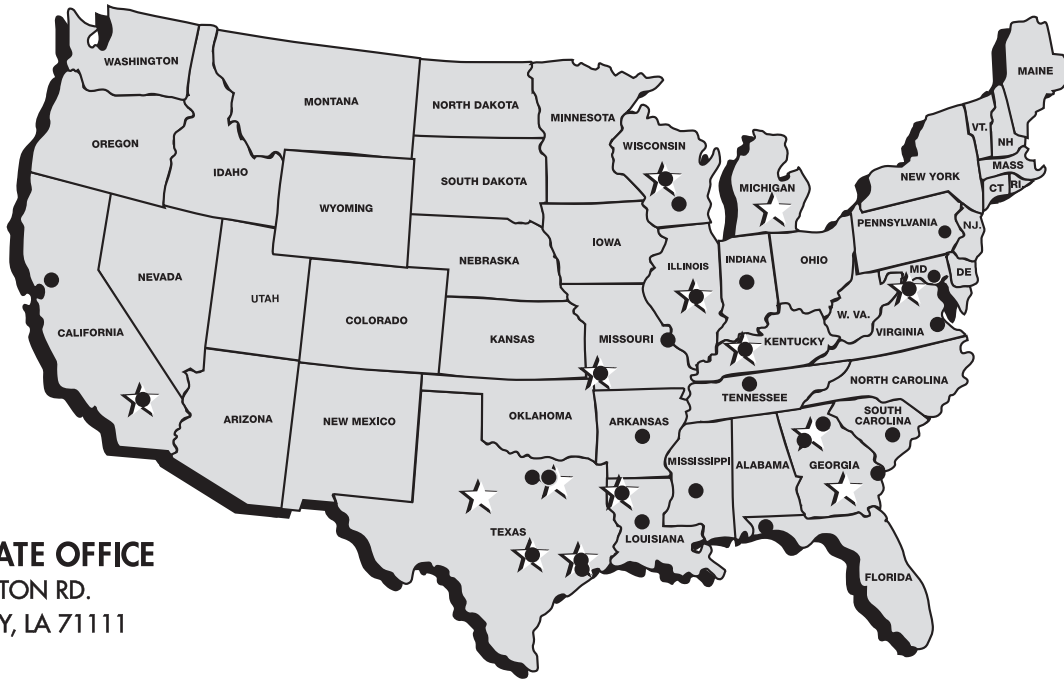 WASHINGTON
MONTANA
NORTH DAKOTA
MINNESOTA
MAINE
OREGON
IDAHO
SOUTH DAKOTA
WISCONSIN
VT.
NH
MASS
WYOMING
MICHIGAN
NEW YORK
CT
RI.
IOWA
PENNSYLVANIA
NJ.
NEBRASKA
ILLINOIS
INDIANA
OHIO
MD
DE
NEVADA
UTAH
COLORADO
KANSAS
MISSOURI
W. VA.
VIRGINIA
CALIFORNIA
KENTUCKY
ARIZONA
NEW MEXICO
OKLAHOMA
ARKANSAS
TENNESSEE
NORTH CAROLINA
SOUTH
CAROLINA
MISSISSIPPI
ALABAMA
GEORGIA
TEXAS
LOUISIANA
FLORIDA
ATE OFFICE
TON RD.
Y, LA 71111